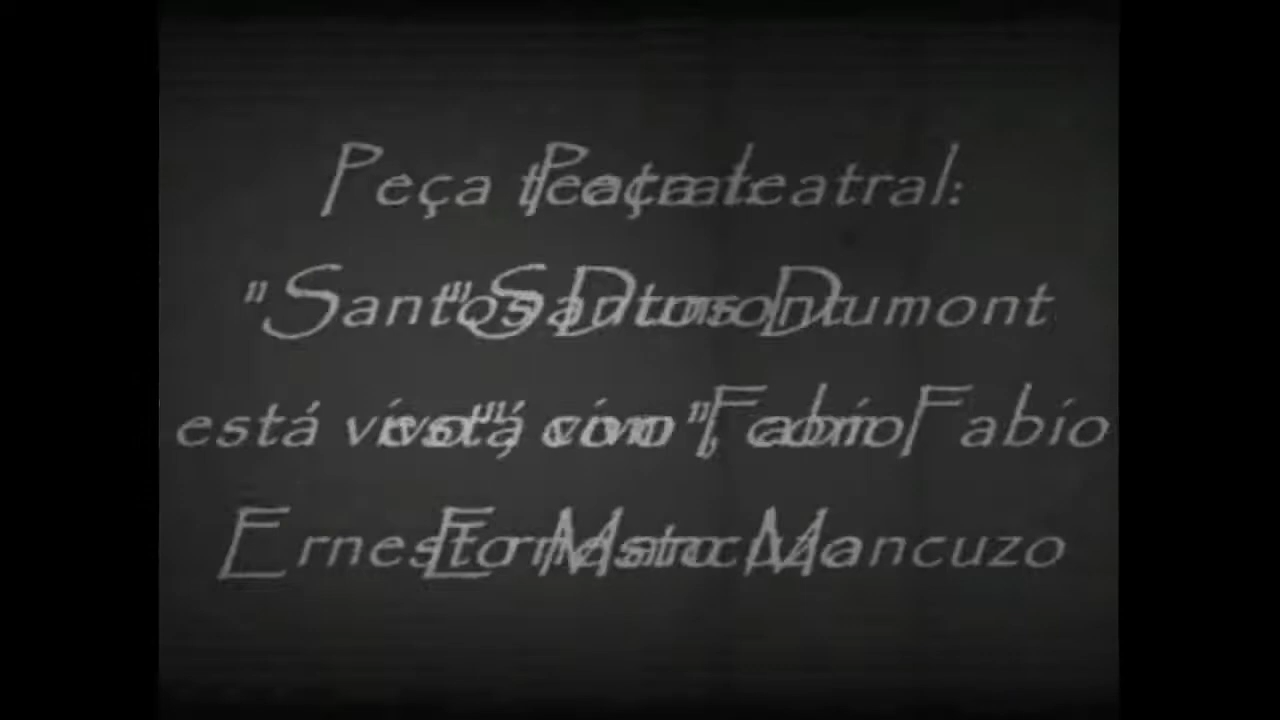 Peça teatral:
"Santos Dumont
está vivo", com Fabio
Ernesto Mancuzo